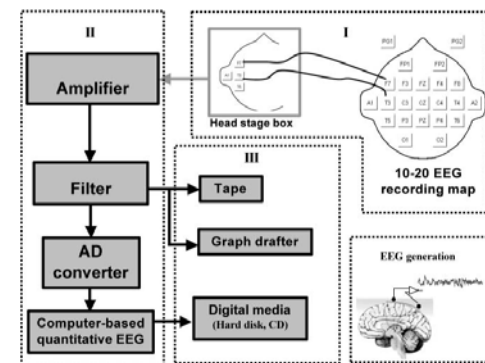 II
Amplifier
Filter
AD
converter
Computer-based
quantitative EEG
I
Head stage box
PG1 PG2
FP1 FP2
F7 F3 FZ F4 F8
A1 T3 C3 CZ C4 T4 A2
T5 P3 PZ P4 T6
O1 O2
10-20 EEG
recording map
III
Tape
Graph drafter
Digital media
(Hard disk, CD)
EEG generation